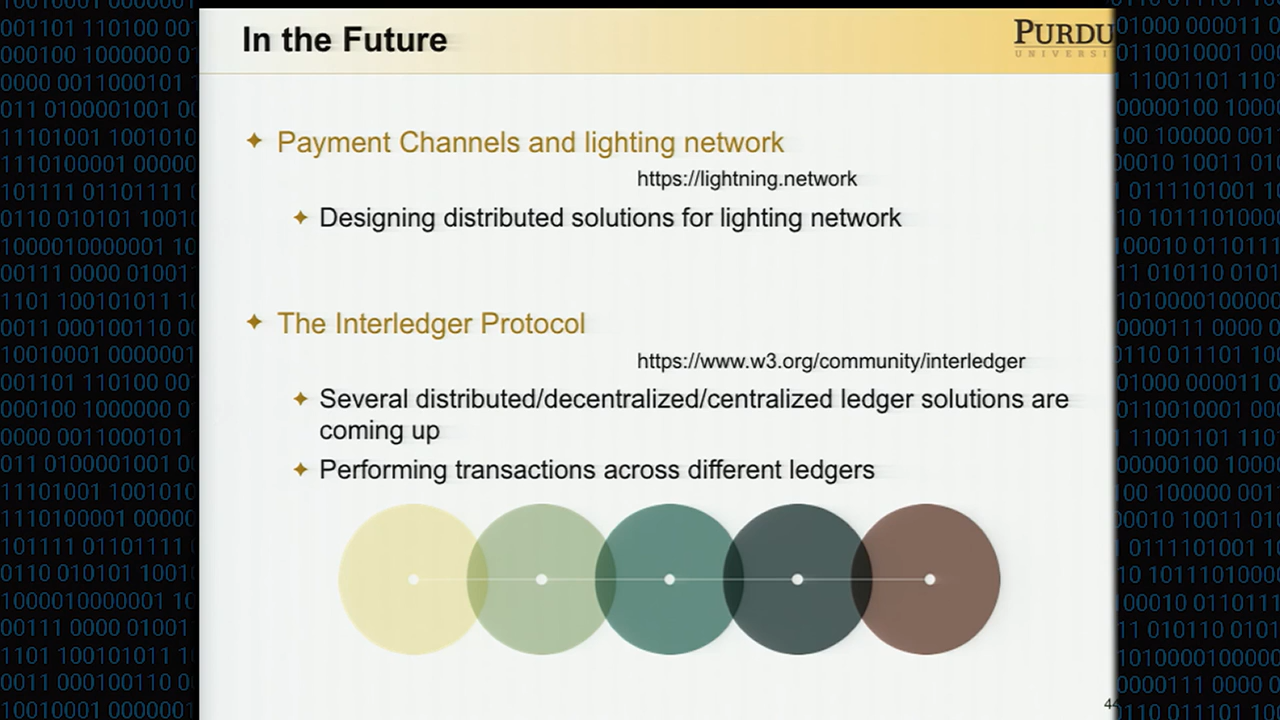 In the Future
PURDU
UNIVERSI
Payment Channels and lighting network
https://lightning.network
Designing distributed solutions for lighting network
The Interledger Protocol
https://www.w3.org/community/interledger
Several distributed/decentralized/centralized ledger solutions are
coming up
Performing transactions across different ledgers
44